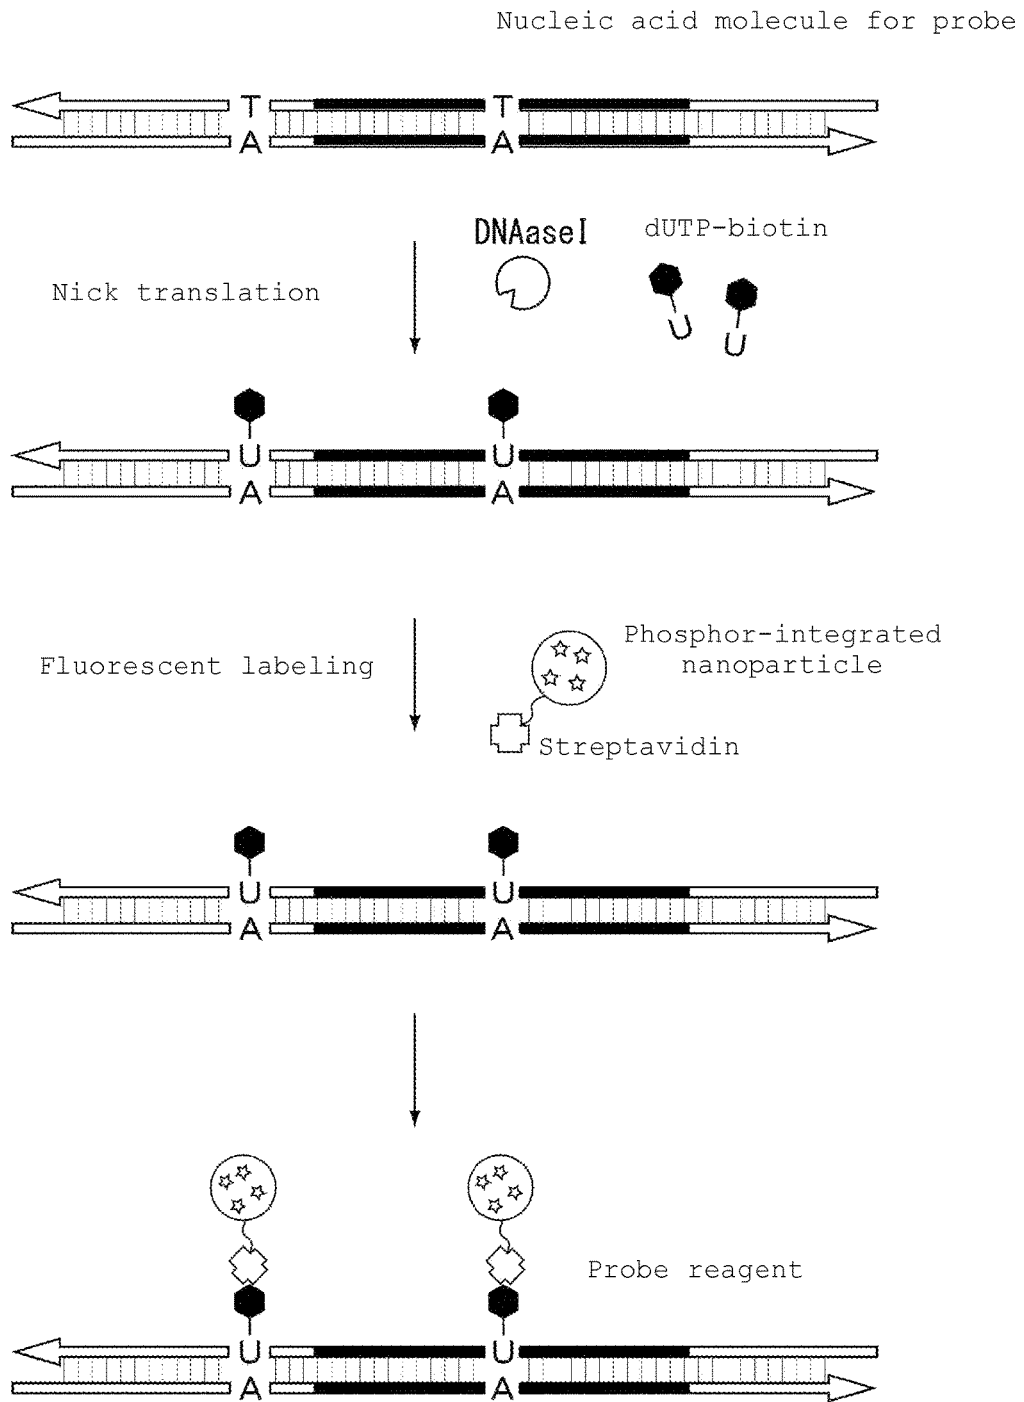 Nucleic acid molecule for probe
T T
A A
DNAaseI dUTP-biotin
Nick translation
U U
U U
A A
Phosphor-integrated
nanoparticle
Fluorescent labeling
Streptavidin
U U
A A
Probe reagent
U U
A A